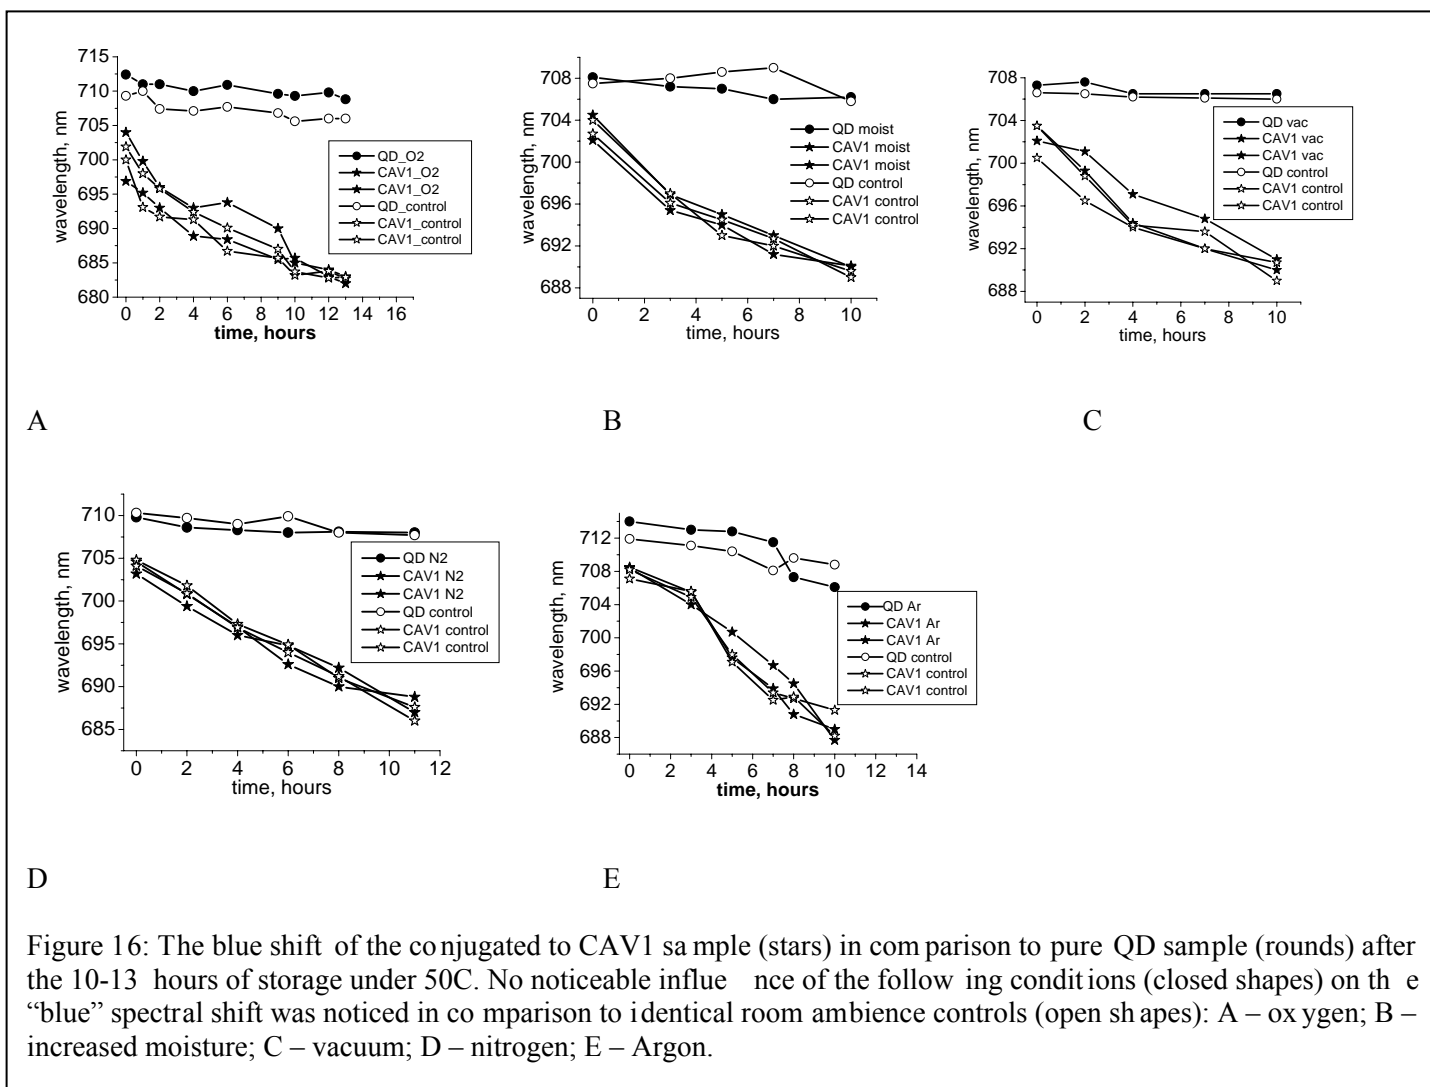 715
710
705
700
695
690
685
680
wavelength, nm
0 2 4 6 8 10 12 14 16
time, hours
QD_O2
CAV1_O2
CAV1_O2
QD_control
CAV1_control
CAV1_control
708
704
700
696
692
688
wavelength, nm
0 2 4 6 8 10
time, hours
QD moist
CAV1 moist
CAV1 moist
QD control
CAV1 control
CAV1 control
708
704
700
696
692
688
wavelength, nm
0 2 4 6 8 10
time, hours
QD vac
CAV1 vac
CAV1 vac
QD control
CAV1 control
CAV1 control
A B C
710
705
700
695
690
685
wavelength, nm
0 2 4 6 8 10 12
time, hours
QD N2
CAV1 N2
CAV1 N2
QD control
CAV1 control
CAV1 control
712
708
704
700
696
692
688
wavelength, nm
0 2 4 6 8 10 12 14
time, hours
QD Ar
CAV1 Ar
CAV1 Ar
QD control
CAV1 control
CAV1 control
D E
Figure 16: The blue shift of the conjugated to CAV1 sample (stars) in comparison to pure QD sample (rounds) after
the 10-13 hours of storage under 50C. No noticeable influence of the following conditions (closed shapes) on the
“blue” spectral shift was noticed in comparison to identical room ambience controls (open shapes): A – oxygen; B –
increased moisture; C – vacuum; D – nitrogen; E – Argon.